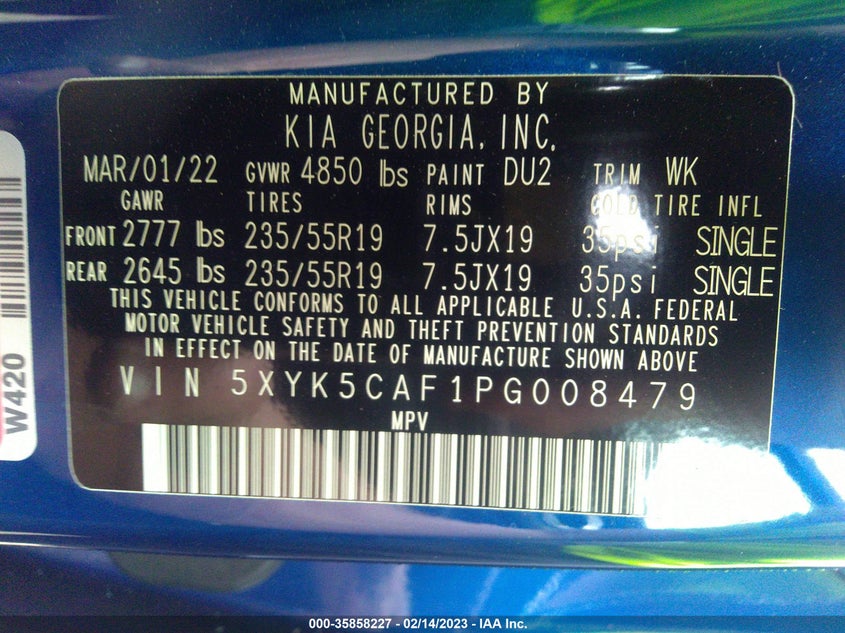 MANUFACTURED BY
KIA GEORGIA, INC.
MAR/01/22 GVWR 4850 lbs PAINT DU2 TRIM WK
GAWR TIRES RIMS COLD TIRE INFL
FRONT 2777 lbs 235/55R19 7.5JX19 35psi SINGLE
REAR 2645 lbs 235/55R19 7.5JX19 35psi SINGLE
THIS VEHICLE CONFORMS TO ALL APPLICABLE U.S.A. FEDERAL
MOTOR VEHICLE SAFETY AND THEFT PREVENTION STANDARDS
IN EFFECT ON THE DATE OF MANUFACTURE SHOWN ABOVE
VIN 5XYK5CAF1PG008479
MPV
W420
000-35858227 - 02/14/2023 - IAA Inc.